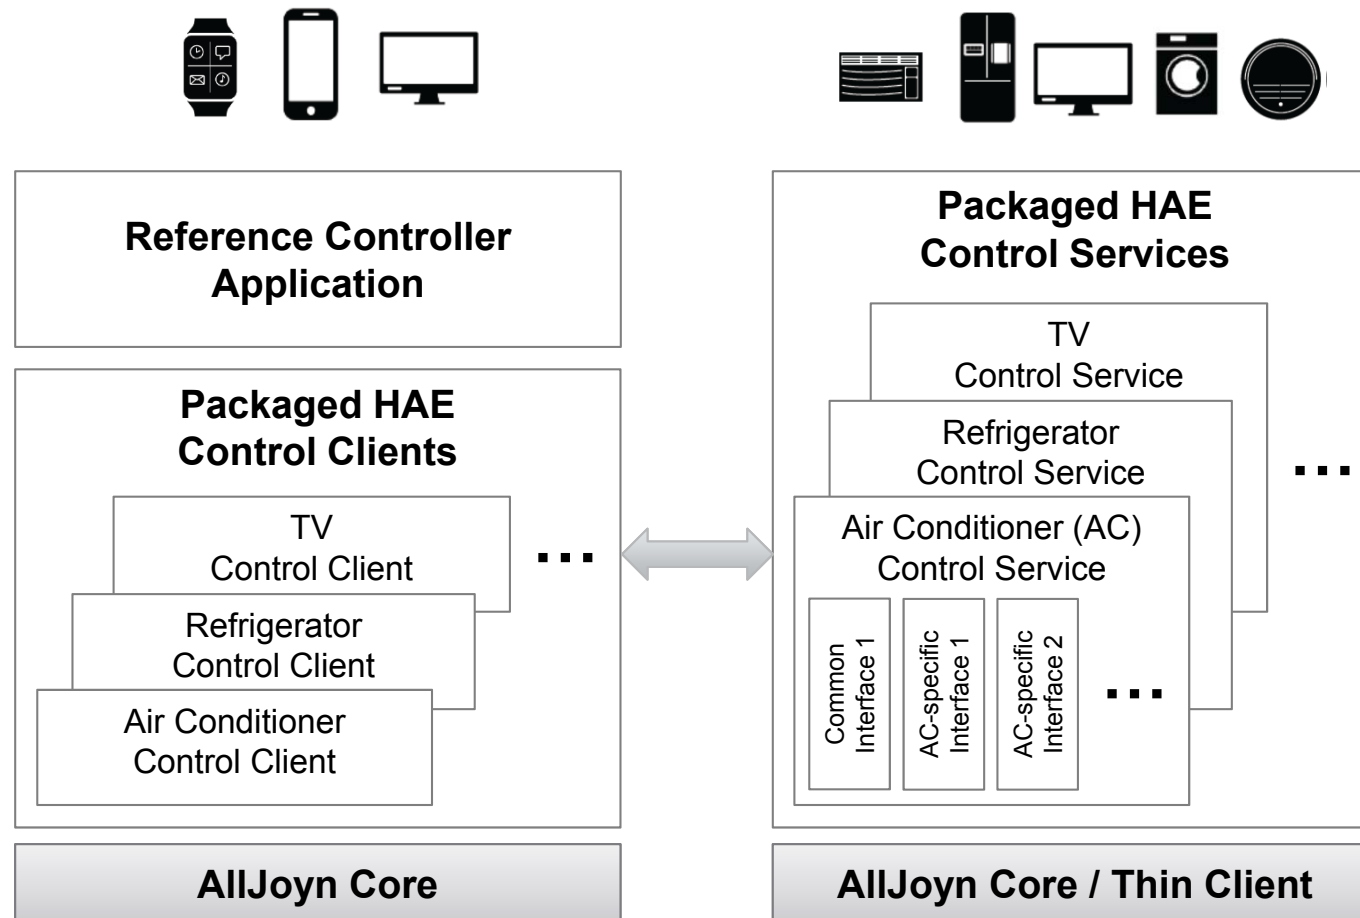 Reference Controller
Application
Packaged HAE
Control Clients
TV
Control Client
...
Refrigerator
Control Client
Air Conditioner
Control Client
AllJoyn Core
Packaged HAE
Control Services
TV
Control Service
Refrigerator
Control Service
...
Air Conditioner (AC)
Control Service
Common
Interface 1
AC-specific
Interface 1
AC-specific
Interface 2
...
AllJoyn Core / Thin Client